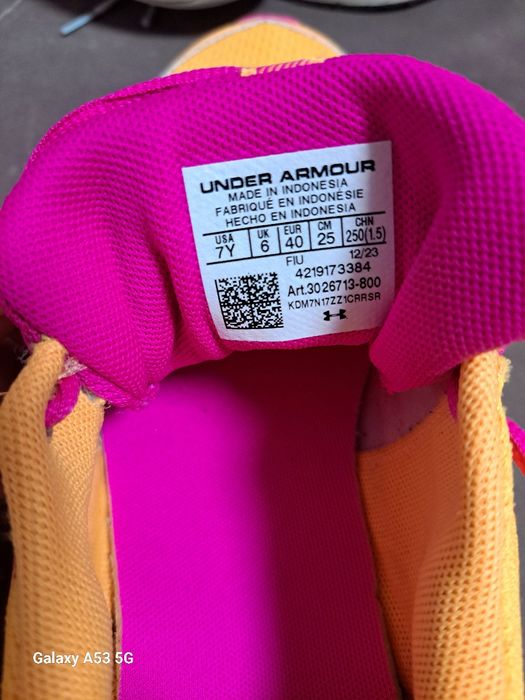 UNDER ARMOUR
MADE IN INDONESIA
FABRIQUÉ EN INDONÉSIE
HECHO EN INDONESIA
USA UK EUR CM CHN
7Y 6 40 25 250(1.5)
FIU 12/23
4219173384
Art.3026713-800
KDM7N17ZZ1CRRSR
Galaxy A53 5G